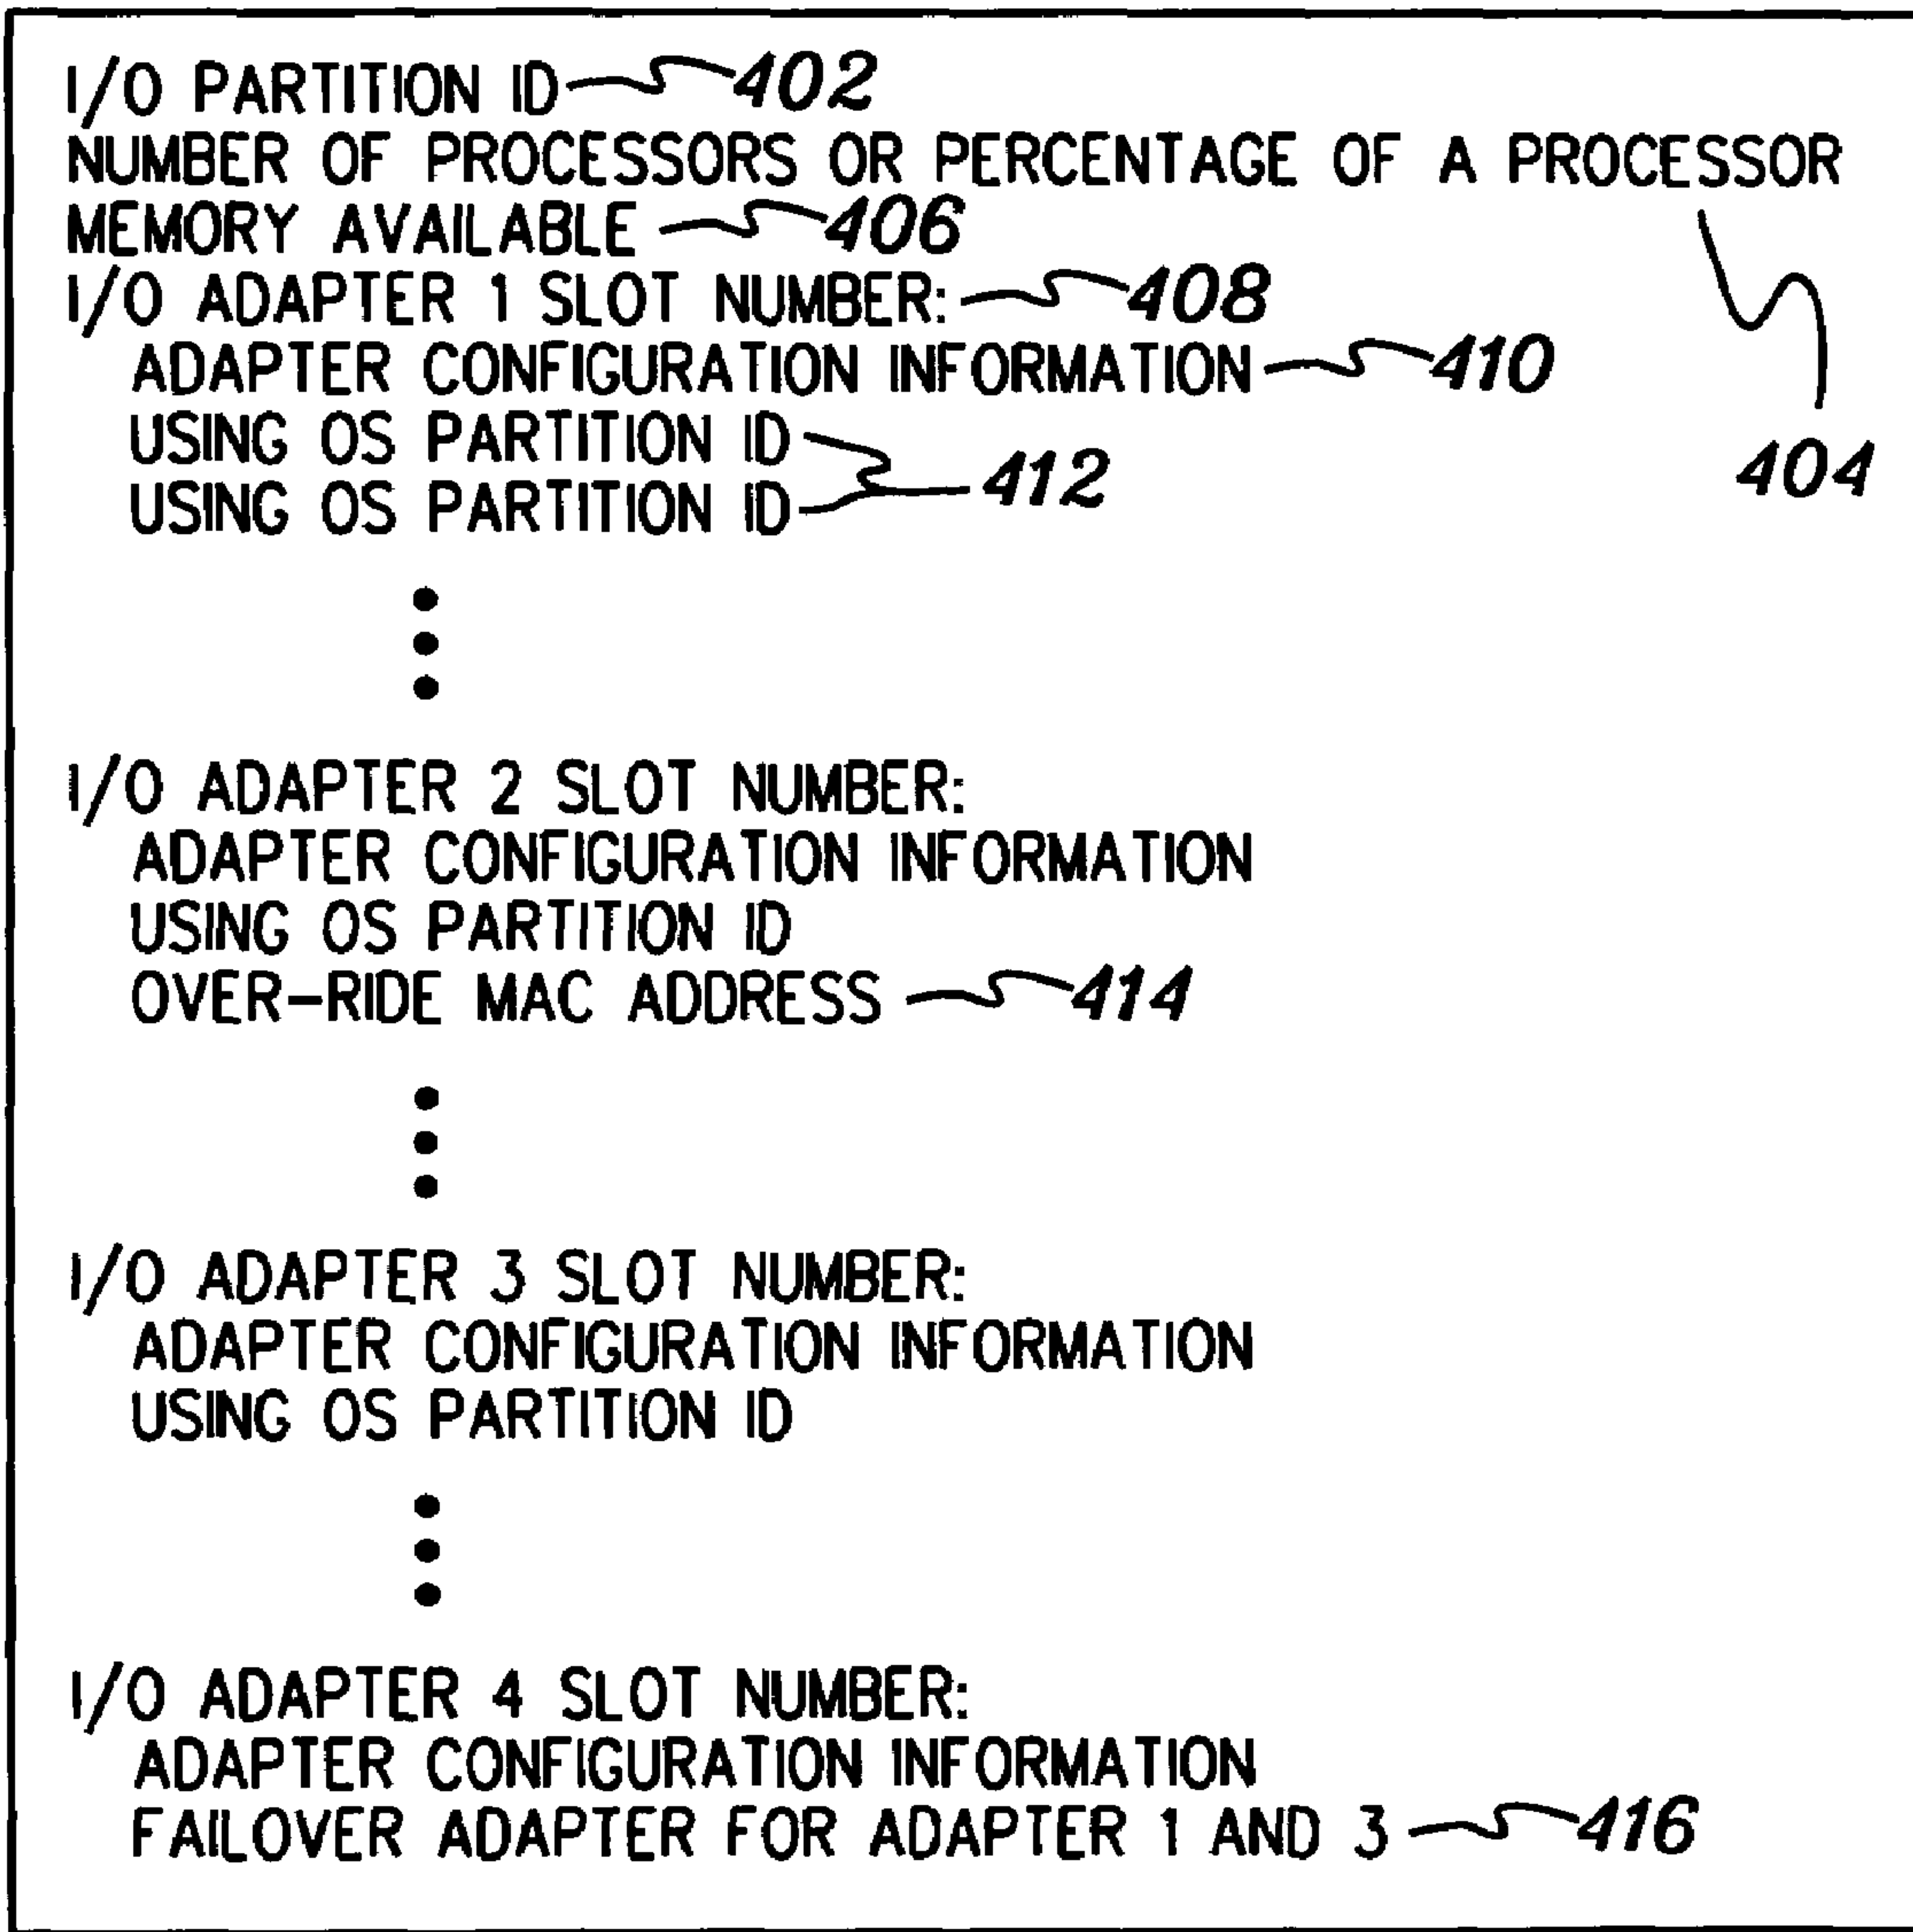 I/O PARTITION ID 402
NUMBER OF PROCESSORS OR PERCENTAGE OF A PROCESSOR
404
MEMORY AVAILABLE 406
I/O ADAPTER 1 SLOT NUMBER: 408
ADAPTER CONFIGURATION INFORMATION 410
USING OS PARTITION ID
USING OS PARTITION ID
412
I/O ADAPTER 2 SLOT NUMBER:
ADAPTER CONFIGURATION INFORMATION
USING OS PARTITION ID
OVER-RIDE MAC ADDRESS 414
I/O ADAPTER 3 SLOT NUMBER:
ADAPTER CONFIGURATION INFORMATION
USING OS PARTITION ID
I/O ADAPTER 4 SLOT NUMBER:
ADAPTER CONFIGURATION INFORMATION
FAILOVER ADAPTER FOR ADAPTER 1 AND 3 416